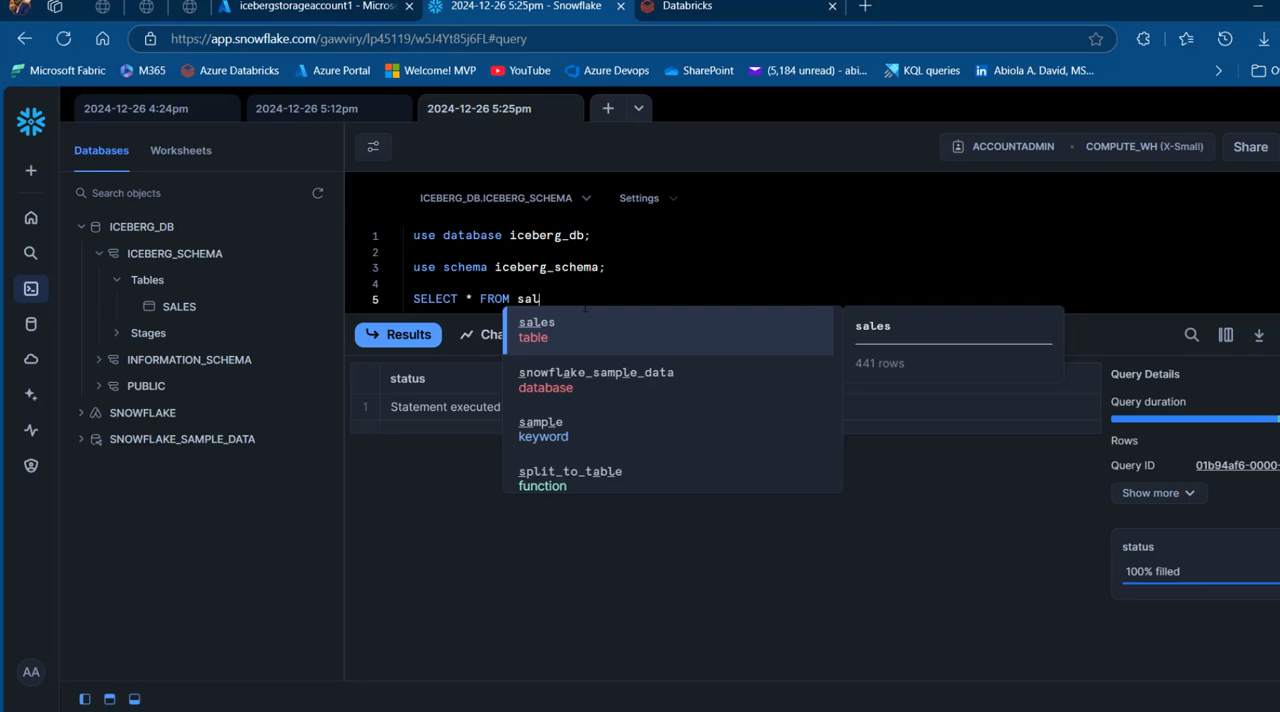 icebergstorageaccount1 - Micros
2024-12-26 5:25pm - Snowflake
Databricks
https://app.snowflake.com/gawviry/lp45119/w5J4Yt85j6FL#query
Microsoft Fabric
M365
Azure Databricks
Azure Portal
Welcome! MVP
YouTube
Azure Devops
SharePoint
(5,184 unread) - abi...
KQL queries
Abiola A. David, MS...
2024-12-26 4:24pm
2024-12-26 5:12pm
2024-12-26 5:25pm
Databases
Worksheets
ACCOUNTADMIN
COMPUTE_WH (X-Small)
Share
Search objects
ICEBERG_DB.ICEBERG_SCHEMA
Settings
ICEBERG_DB
ICEBERG_SCHEMA
Tables
SALES
Stages
INFORMATION_SCHEMA
PUBLIC
SNOWFLAKE
SNOWFLAKE_SAMPLE_DATA
1 use database iceberg_db;
2
3 use schema iceberg_schema;
4
5 SELECT * FROM sal
sales
table
snowflake_sample_data
database
sample
keyword
split_to_table
function
sales
441 rows
Results
Cha
status
1 Statement executed
Query Details
Query duration
Rows
Query ID
01b94af6-0000-
Show more
status
100% filled
AA